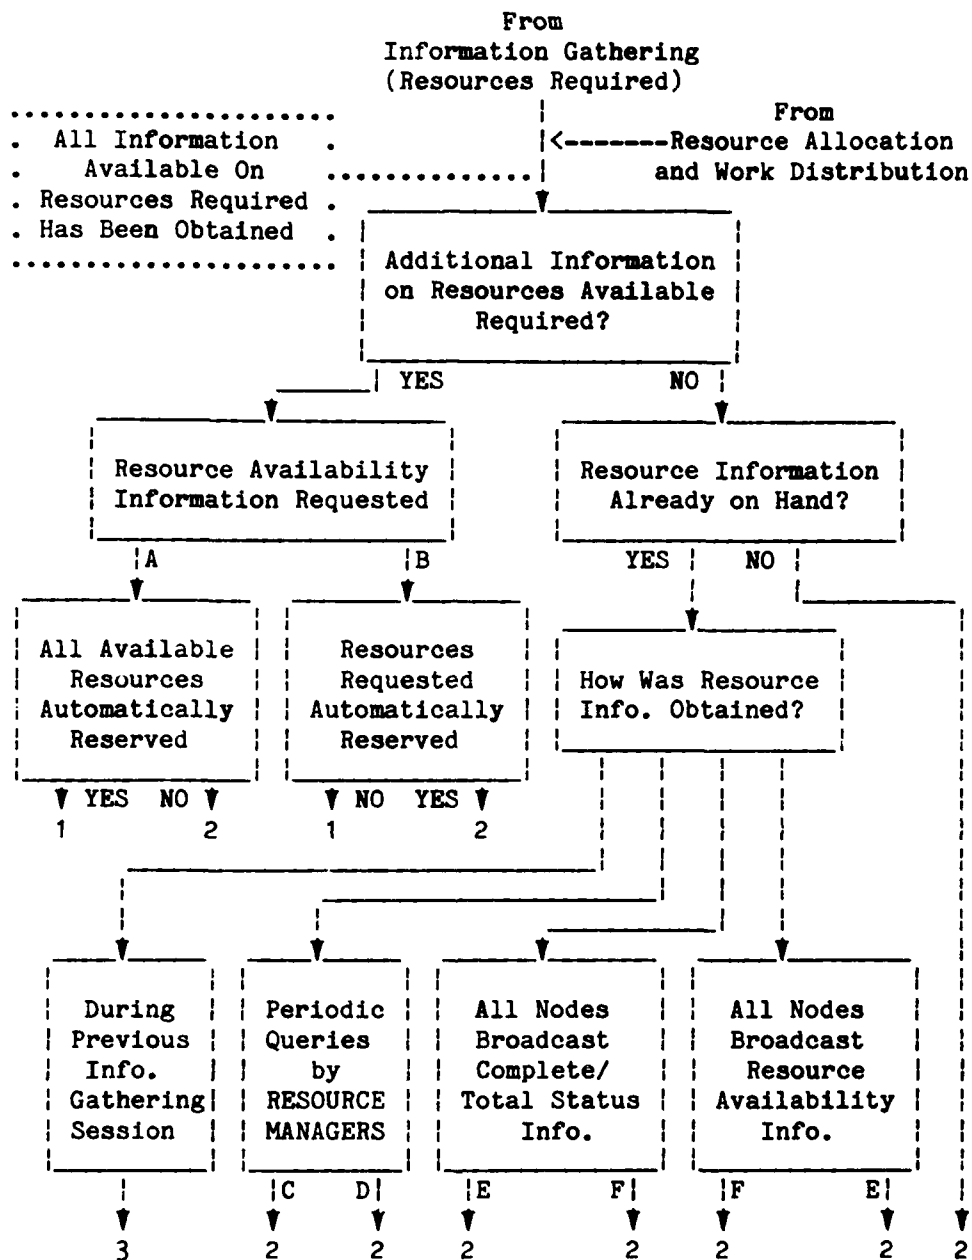 From
Information Gathering
(Resources Required)
From
Resource Allocation
and Work Distribution
All Information
Available On
Resources Required
Has Been Obtained
Additional Information
on Resources Available
Required?
YES NO
Resource Availability
Information Requested
Resource Information
Already on Hand?
A B
YES NO
All Available
Resources
Automatically
Reserved
Resources
Requested
Automatically
Reserved
How Was Resource
Info. Obtained?
YES NO
NO YES
1 2
1 2
During
Previous
Info.
Gathering
Session
Periodic
Queries
by
RESOURCE
MANAGERS
All Nodes
Broadcast
Complete/
Total Status
Info.
All Nodes
Broadcast
Resource
Availability
Info.
C D E F F E
3 2 2 2 2 2 2 2